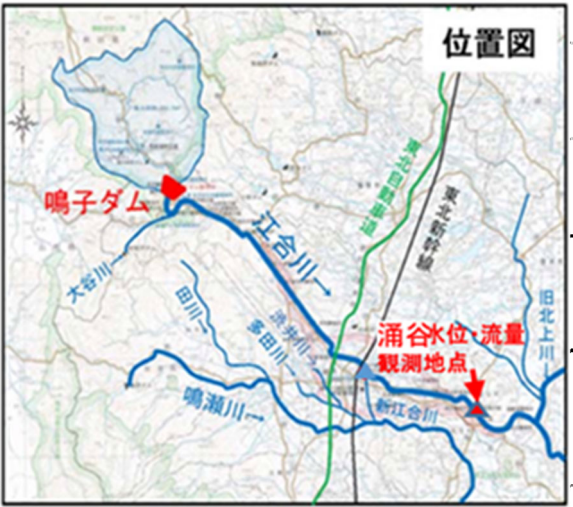 位置図
鳴子ダム
江合川→
東北自動車道
東北新幹線
大谷川
田川→
渋井川→
多田川→
涌谷水位・流量
観測地点
旧北上川
鳴瀬川→
新江合川